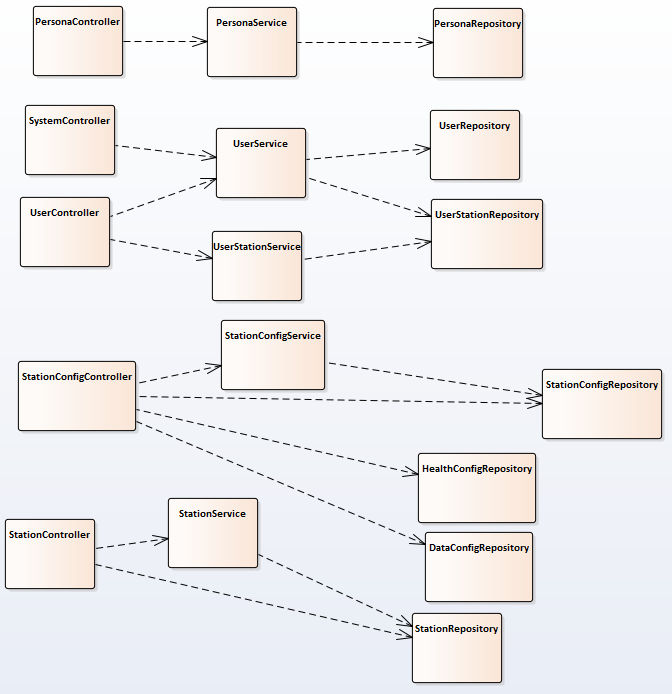 PersonaController
PersonaService
PersonaRepository
SystemController
UserService
UserRepository
UserController
UserStationService
UserStationRepository
StationConfigService
StationConfigController
StationConfigRepository
HealthConfigRepository
StationService
StationController
DataConfigRepository
StationRepository